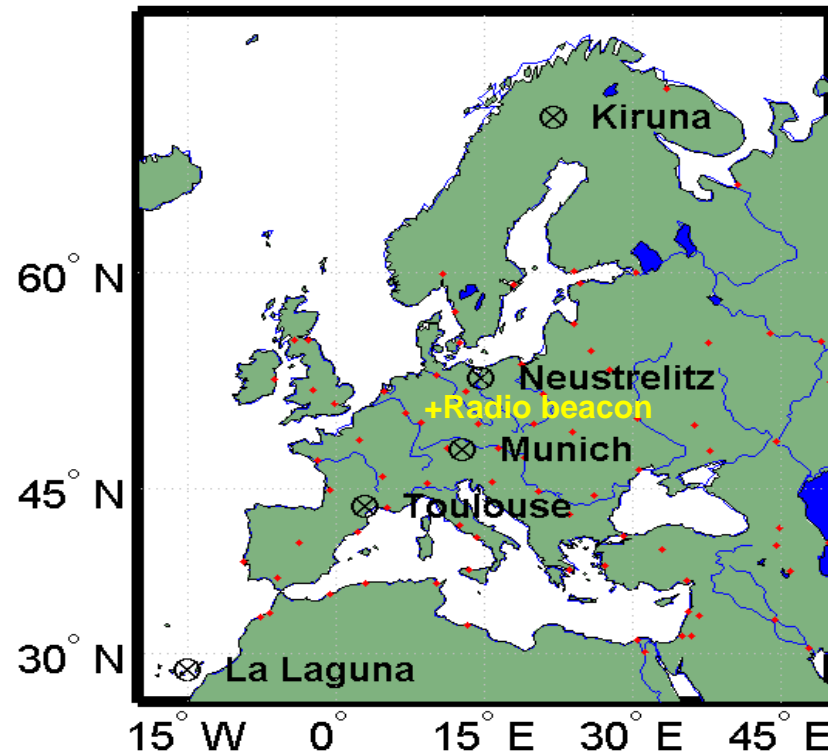 Kiruna
60° N
Neustrelitz
+Radio beacon
Munich
45° N
Toulouse
30° N
La Laguna
15° W 0° 15° E 30° E 45° E